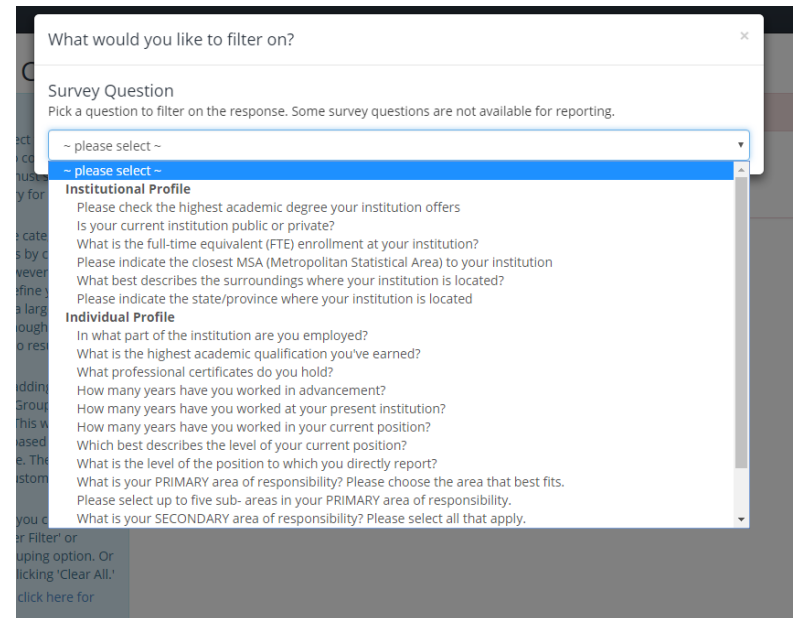 What would you like to filter on?
×
Survey Question
Pick a question to filter on the response. Some survey questions are not available for reporting.
~ please select ~
~ please select ~
Institutional Profile
Please check the highest academic degree your institution offers
Is your current institution public or private?
What is the full-time equivalent (FTE) enrollment at your institution?
Please indicate the closest MSA (Metropolitan Statistical Area) to your institution
What best describes the surroundings where your institution is located?
Please indicate the state/province where your institution is located
Individual Profile
In what part of the institution are you employed?
What is the highest academic qualification you've earned?
What professional certificates do you hold?
How many years have you worked in advancement?
How many years have you worked at your present institution?
How many years have you worked in your current position?
Which best describes the level of your current position?
What is the level of the position to which you directly report?
What is your PRIMARY area of responsibility? Please choose the area that best fits.
Please select up to five sub- areas in your PRIMARY area of responsibility.
What is your SECONDARY area of responsibility? Please select all that apply.
you c
er Filter' or
uping option. Or
licking 'Clear All.'
click here for